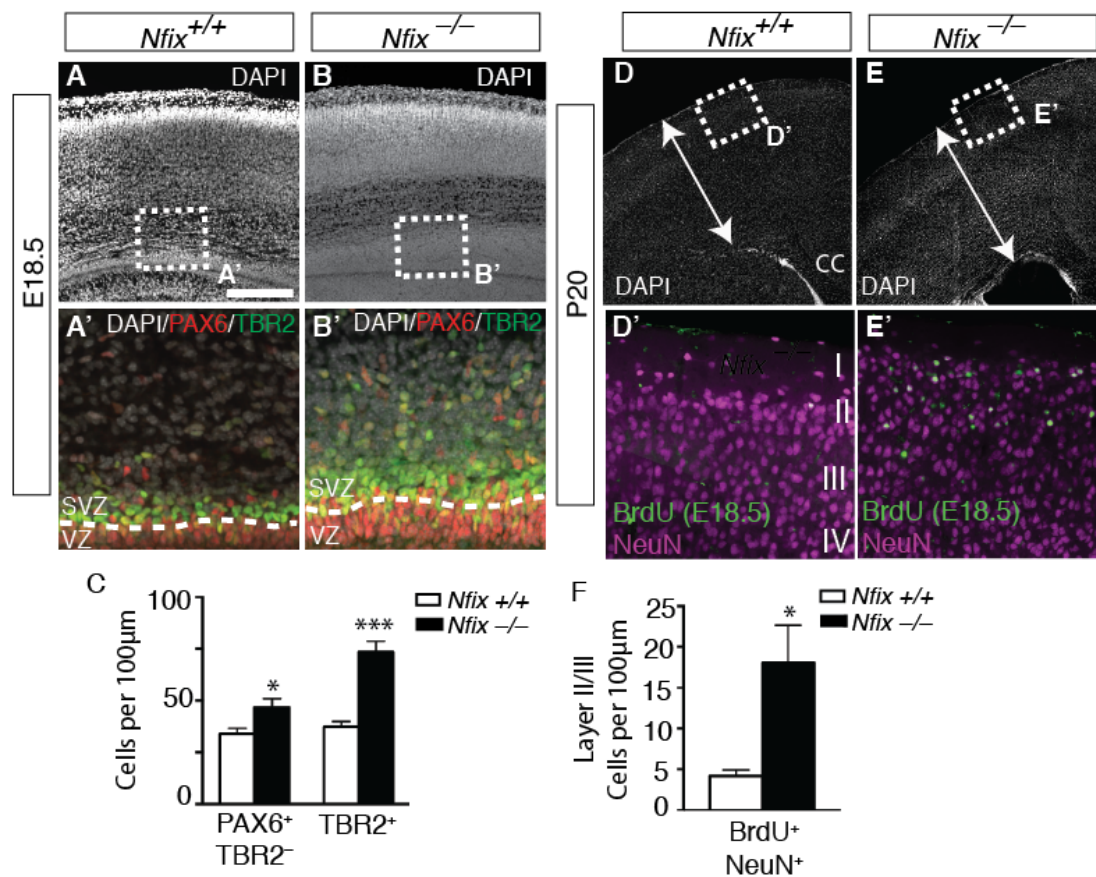 Nfix +/+
Nfix −/−
Nfix +/+
Nfix −/−
E18.5
A
DAPI
A'
B
DAPI
B'
A'
DAPI/PAX6/TBR2
SVZ
VZ
B'
DAPI/PAX6/TBR2
SVZ
VZ
P20
D
D'
CC
DAPI
E
E'
DAPI
D'
Nfix −/−
I
II
III
IV
BrdU (E18.5)
NeuN
E'
BrdU (E18.5)
NeuN
C
Cells per 100µm
100
50
0
Nfix +/+
Nfix −/−
*
***
PAX6+
TBR2−
TBR2+
F
Layer II/III
Cells per 100µm
25
20
15
10
5
0
Nfix +/+
Nfix −/−
*
BrdU+
NeuN+